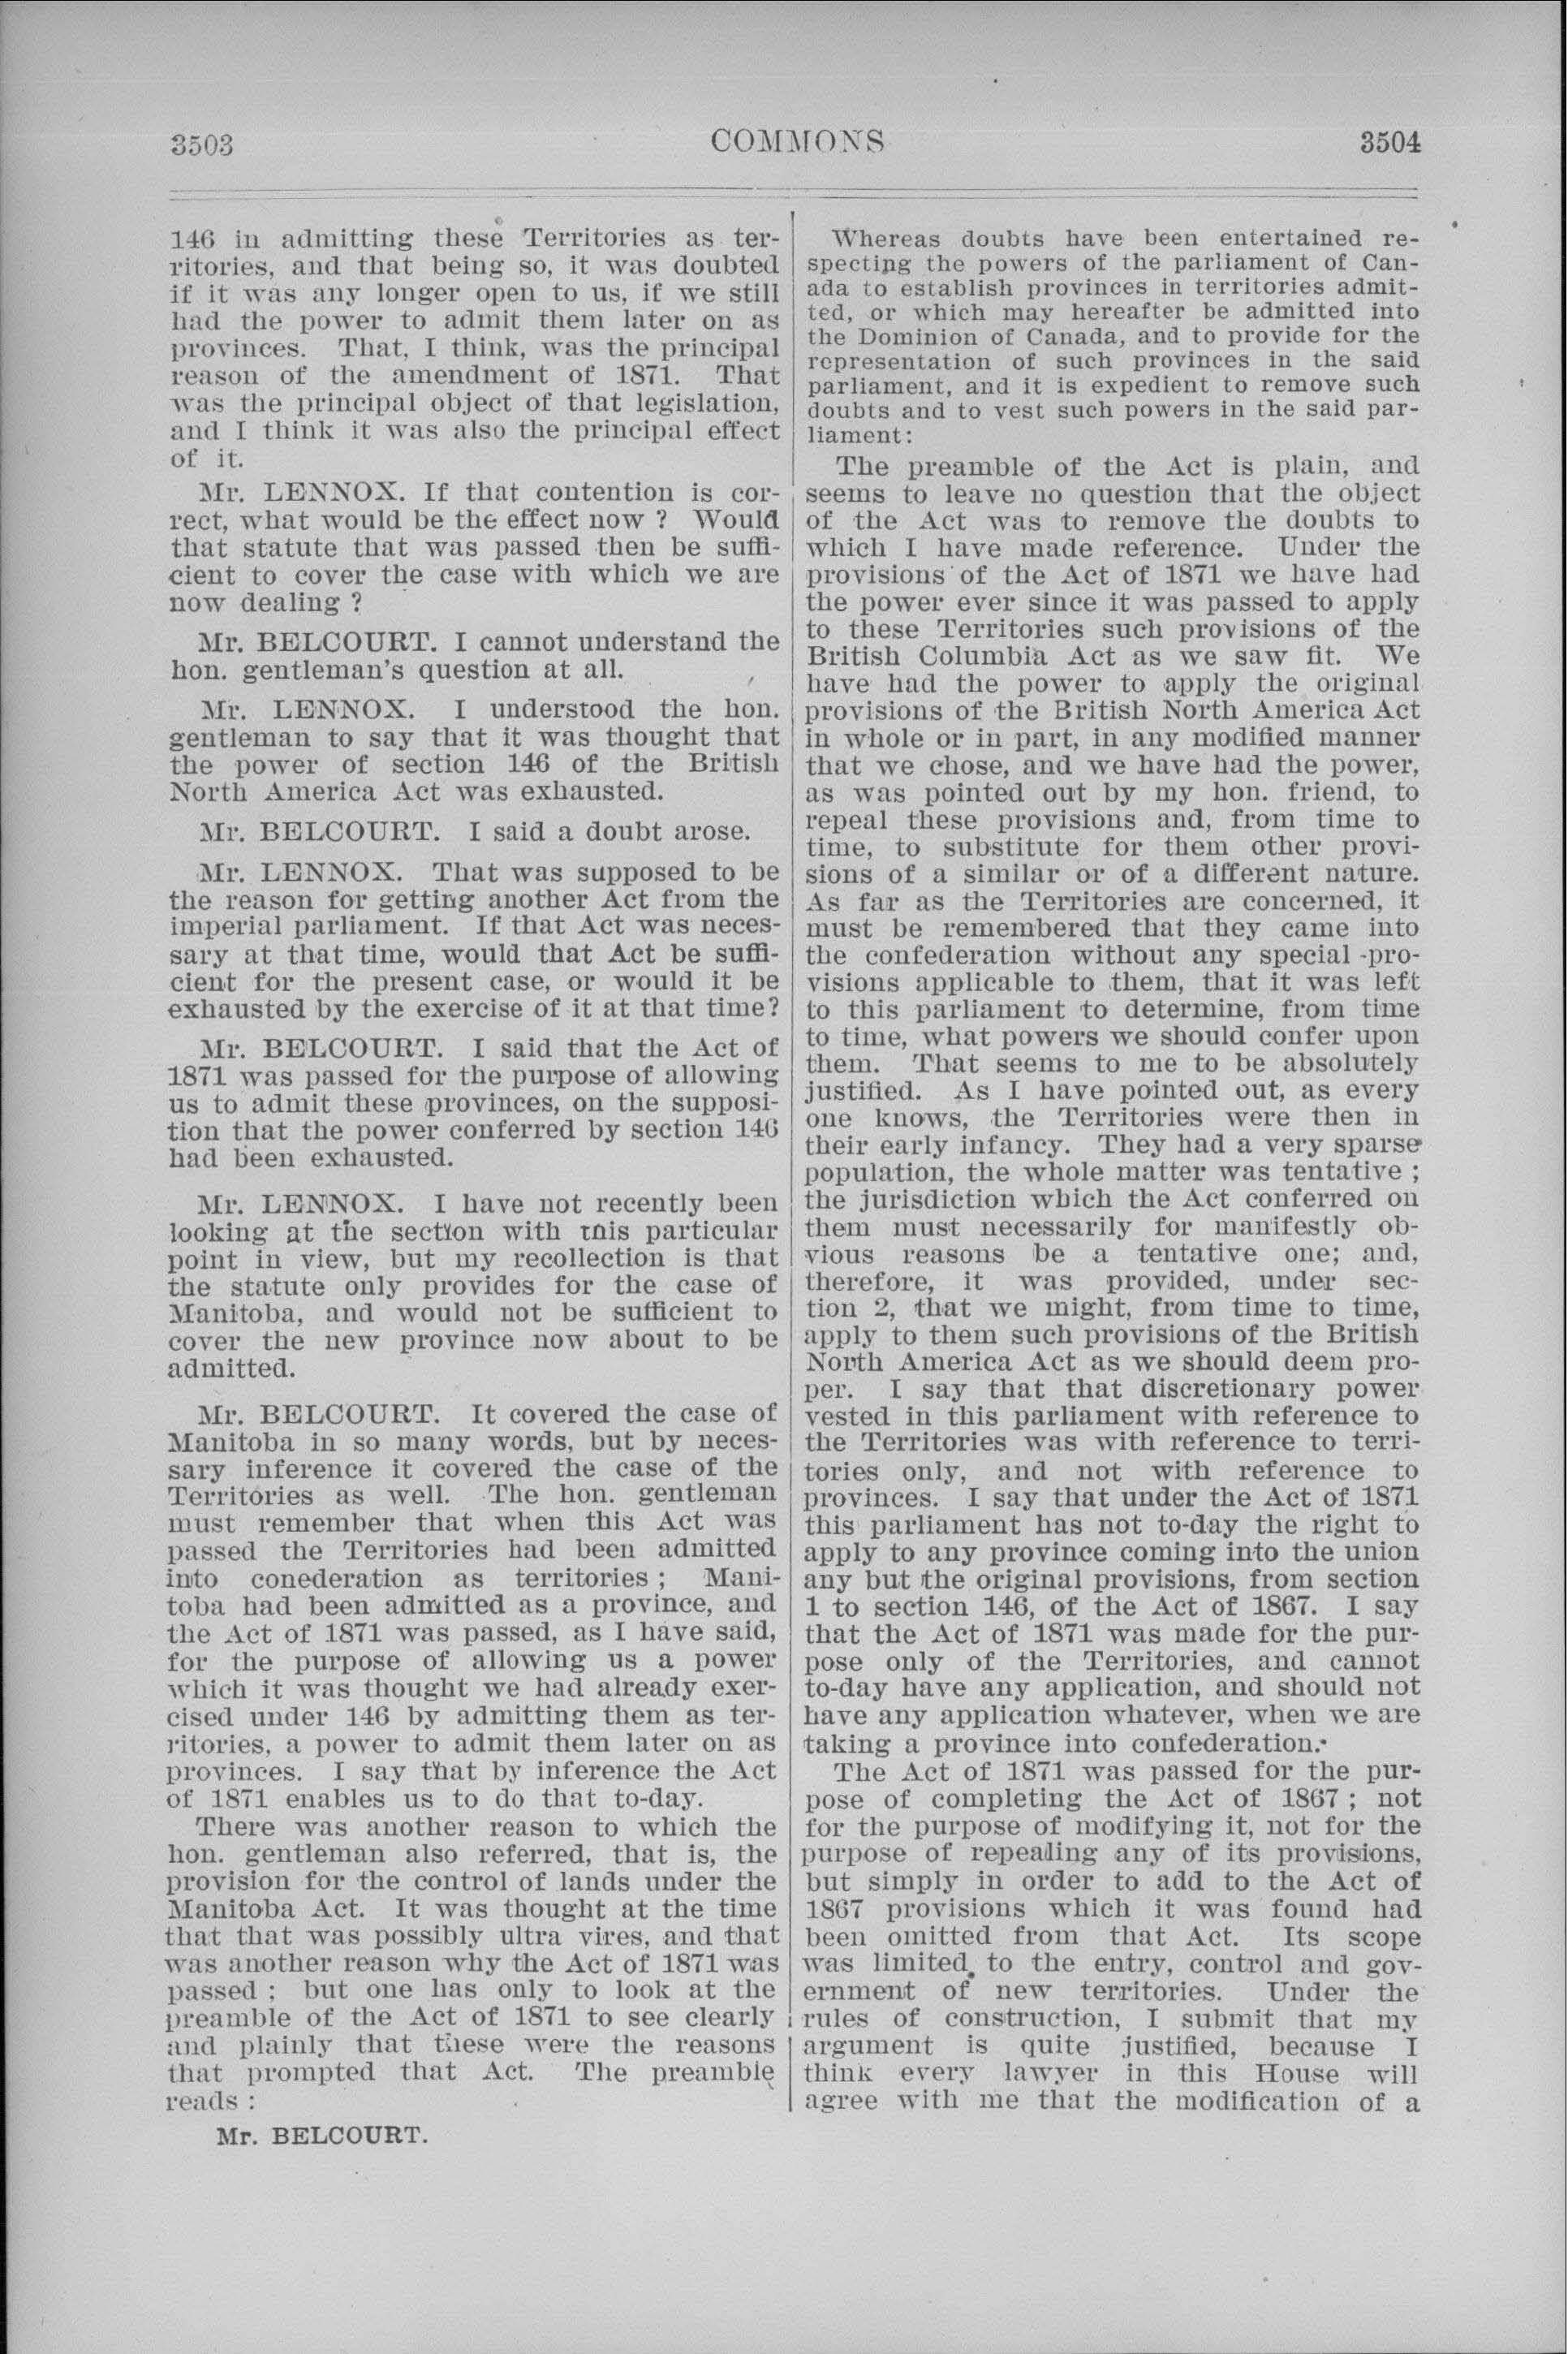 3503
COMMONS
3504
146 in admitting these Territories as ter-
ritories, and that being so, it was doubted
if it was any longer open to us, if we still
had the power to admit them later on as
provinces. That, I think, was the principal
reason of the amendment of 1871. That
was the principal object of that legislation,
and I think it was also the principal effect
of it.
Mr. LENNOX. If that contention is cor-
rect, what would be the effect now ? Would
that statute that was passed then be suffi-
cient to cover the case with which we are
now dealing ?
Mr. BELCOURT. I cannot understand the
hon. gentleman's question at all.
Mr. LENNOX. I understood the hon.
gentleman to say that it was thought that
the power of section 146 of the British
North America Act was exhausted.
Mr. BELCOURT. I said a doubt arose.
Mr. LENNOX. That was supposed to be
the reason for getting another Act from the
imperial parliament. If that Act was neces-
sary at that time, would that Act be suffi-
cient for the present case, or would it be
exhausted by the exercise of it at that time?
Mr. BELCOURT. I said that the Act of
1871 was passed for the purpose of allowing
us to admit these provinces, on the supposi-
tion that the power conferred by section 146
had been exhausted.
Mr. LENNOX. I have not recently been
looking at the section with this particular
point in view, but my recollection is that
the statute only provides for the case of
Manitoba, and would not be sufficient to
cover the new province now about to be
admitted.
Mr. BELCOURT. It covered the case of
Manitoba in so many words, but by neces-
sary inference it covered the case of the
Territories as well. The hon. gentleman
must remember that when this Act was
passed the Territories had been admitted
into conederation as territories ; Mani-
toba had been admitted as a province, and
the Act of 1871 was passed, as I have said,
for the purpose of allowing us a power
which it was thought we had already exer-
cised under 146 by admitting them as ter-
ritories, a power to admit them later on as
provinces. I say that by inference the Act
of 1871 enables us to do that to-day.
There was another reason to which the
hon. gentleman also referred, that is, the
provision for the control of lands under the
Manitoba Act. It was thought at the time
that that was possibly ultra vires, and that
was another reason why the Act of 1871 was
passed ; but one has only to look at the
preamble of the Act of 1871 to see clearly
and plainly that these were the reasons
that prompted that Act. The preamble
reads :
Mr. BELCOURT.
Whereas doubts have been entertained re-
specting the powers of the parliament of Can-
ada to establish provinces in territories admit-
ted, or which may hereafter be admitted into
the Dominion of Canada, and to provide for the
representation of such provinces in the said
parliament, and it is expedient to remove such
doubts and to vest such powers in the said par-
liament:
The preamble of the Act is plain, and
seems to leave no question that the object
of the Act was to remove the doubts to
which I have made reference. Under the
provisions of the Act of 1871 we have had
the power ever since it was passed to apply
to these Territories such provisions of the
British Columbia Act as we saw fit. We
have had the power to apply the original
provisions of the British North America Act
in whole or in part, in any modified manner
that we chose, and we have had the power,
as was pointed out by my hon. friend, to
repeal these provisions and, from time to
time, to substitute for them other provi-
sions of a similar or of a different nature.
As far as the Territories are concerned, it
must be remembered that they came into
the confederation without any special pro-
visions applicable to them, that it was left
to this parliament to determine, from time
to time, what powers we should confer upon
them. That seems to me to be absolutely
justified. As I have pointed out, as every
one knows, the Territories were then in
their early infancy. They had a very sparse
population, the whole matter was tentative ;
the jurisdiction which the Act conferred on
them must necessarily for manifestly ob-
vious reasons be a tentative one; and,
therefore, it was provided, under sec-
tion 2, that we might, from time to time,
apply to them such provisions of the British
North America Act as we should deem pro-
per. I say that that discretionary power
vested in this parliament with reference to
the Territories was with reference to terri-
tories only, and not with reference to
provinces. I say that under the Act of 1871
this parliament has not to-day the right to
apply to any province coming into the union
any but the original provisions, from section
1 to section 146, of the Act of 1867. I say
that the Act of 1871 was made for the pur-
pose only of the Territories, and cannot
to-day have any application, and should not
have any application whatever, when we are
taking a province into confederation.
The Act of 1871 was passed for the pur-
pose of completing the Act of 1867 ; not
for the purpose of modifying it, not for the
purpose of repealing any of its provisions,
but simply in order to add to the Act of
1867 provisions which it was found had
been omitted from that Act. Its scope
was limited to the entry, control and gov-
ernment of new territories. Under the
rules of construction, I submit that my
argument is quite justified, because I
think every lawyer in this House will
agree with me that the modification of a